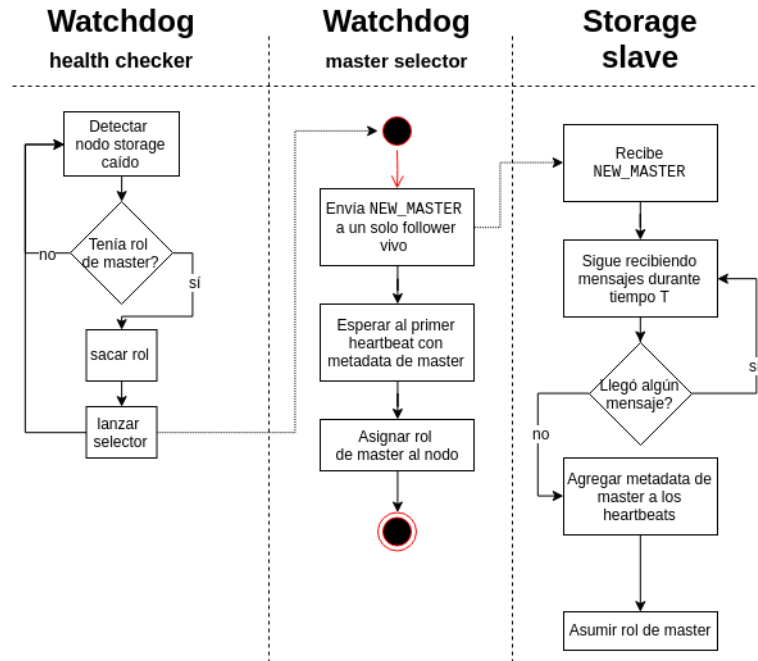 Watchdog
health checker
Watchdog
master selector
Storage
slave
Detectar
nodo storage
caído
Tenía rol
de master?
no
sí
sacar rol
lanzar
selector
Envía NEW_MASTER
a un solo follower
vivo
Esperar al primer
heartbeat con
metadata de master
Asignar rol
de master al nodo
Recibe
NEW_MASTER
Sigue recibiendo
mensajes durante
tiempo T
Llegó algún
mensaje?
sí
no
Agregar metadata de
master a los
heartbeats
Asumir rol de master